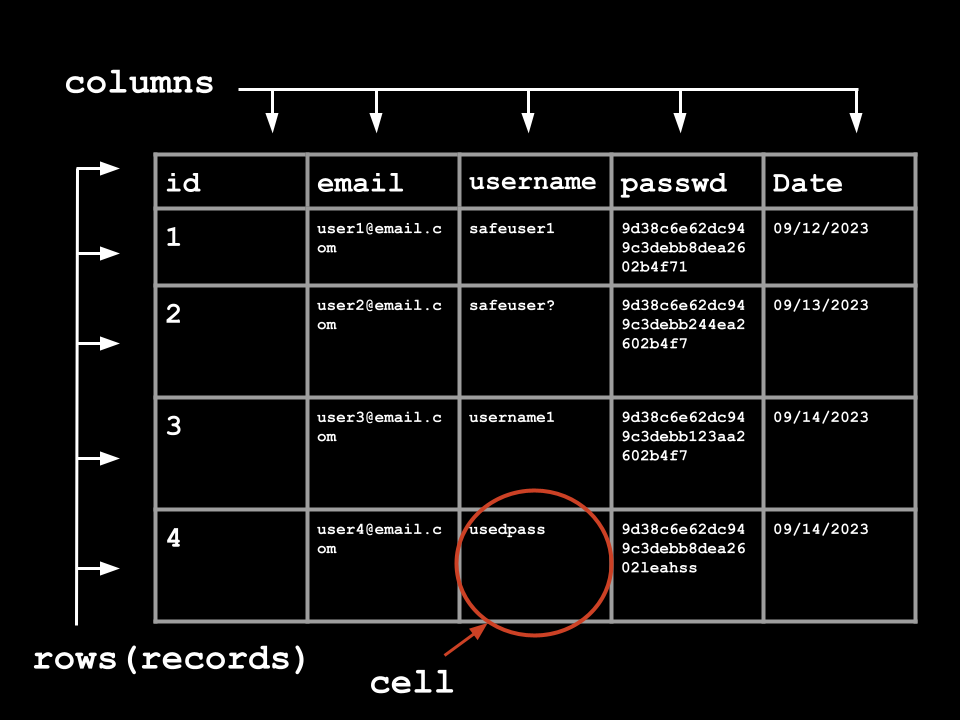 columns
id email username passwd Date
1 user1@email.c safeuser1 9d38c6e62dc94 09/12/2023
om 9c3debb8dea26
02b4f71
2 user2@email.c safeuser? 9d38c6e62dc94 09/13/2023
om 9c3debb244ea2
602b4f7
3 user3@email.c username1 9d38c6e62dc94 09/14/2023
om 9c3debb123aa2
602b4f7
4 user4@email.c usedpass 9d38c6e62dc94 09/14/2023
om 9c3debb8dea26
02leahss
rows(records)
cell